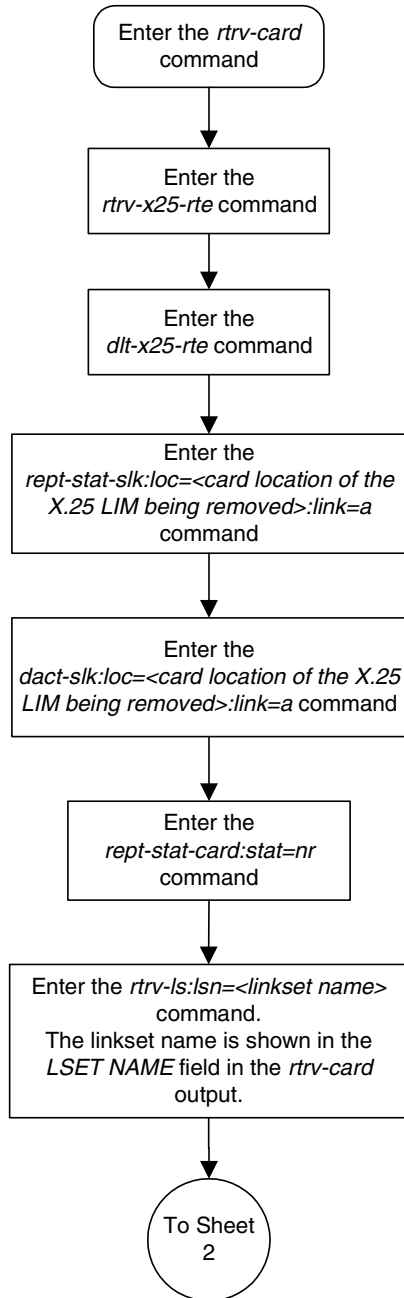 Enter the rtrv-card
command
Enter the
rtrv-x25-rte command
Enter the
dlt-x25-rte command
Enter the
rept-stat-slk:loc=<card location of the
X.25 LIM being removed>:link=a
command
Enter the
dact-slk:loc=<card location of the X.25
LIM being removed>:link=a command
Enter the
rept-stat-card:stat=nr
command
Enter the rtrv-ls:lsn=<linkset name>
command.
The linkset name is shown in the
LSET NAME field in the rtrv-card
output.
To Sheet
2